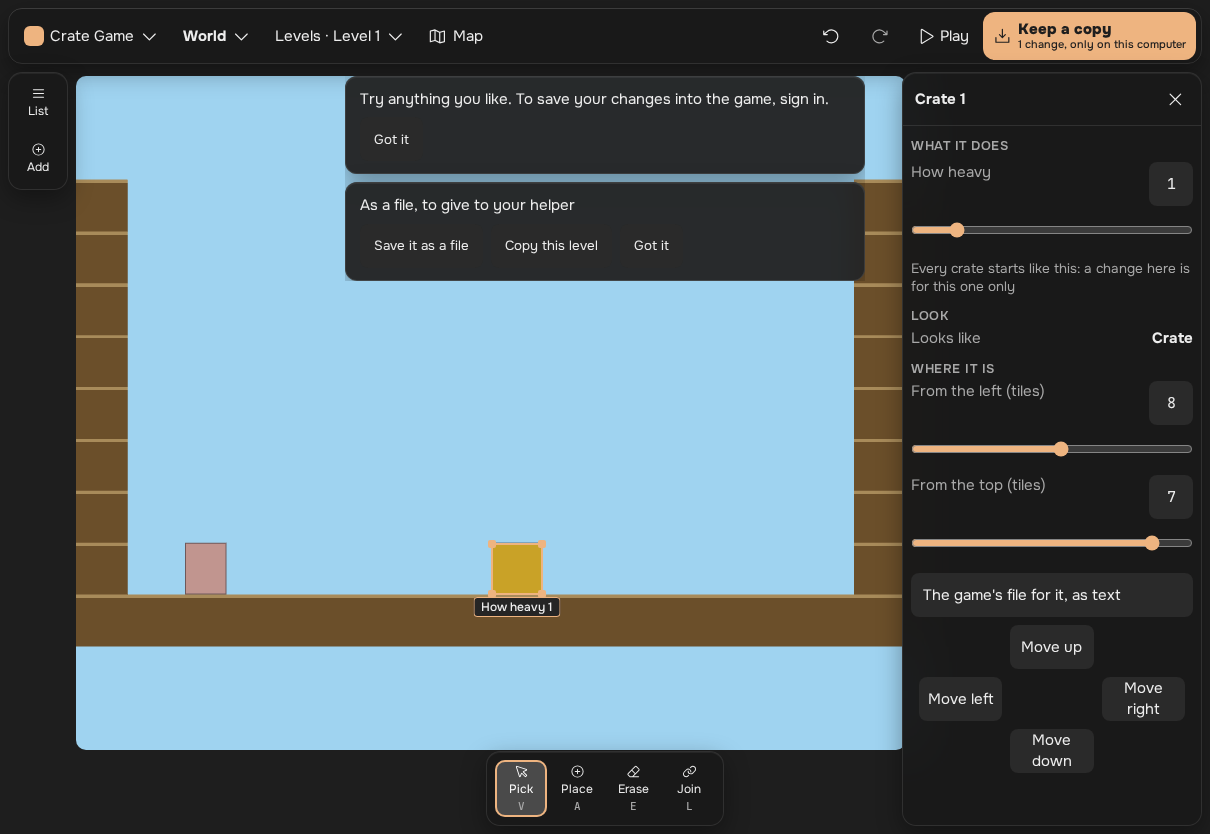 Crate Game
World
Levels · Level 1
Map
Play
Keep a copy
1 change, only on this computer
List
Add
Try anything you like. To save your changes into the game, sign in.
Got it
As a file, to give to your helper
Save it as a file
Copy this level
Got it
How heavy 1
Pick
V
Place
A
Erase
E
Join
L
Crate 1
WHAT IT DOES
How heavy
1
Every crate starts like this: a change here is
for this one only
LOOK
Looks like
Crate
WHERE IT IS
From the left (tiles)
8
From the top (tiles)
7
The game's file for it, as text
Move up
Move left
Move
right
Move
down